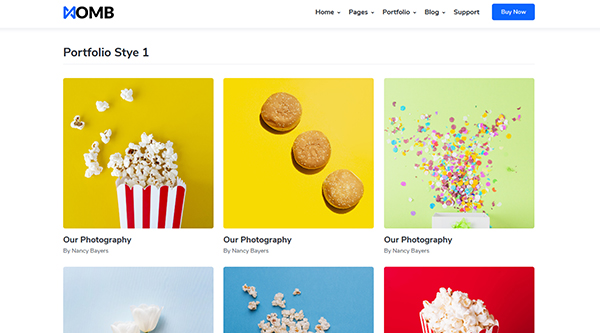 OMB
Home Pages Portfolio Blog Support Buy Now
Portfolio Stye 1
Our Photography Our Photography Our Photography
By Nancy Bayers By Nancy Bayers By Nancy Bayers